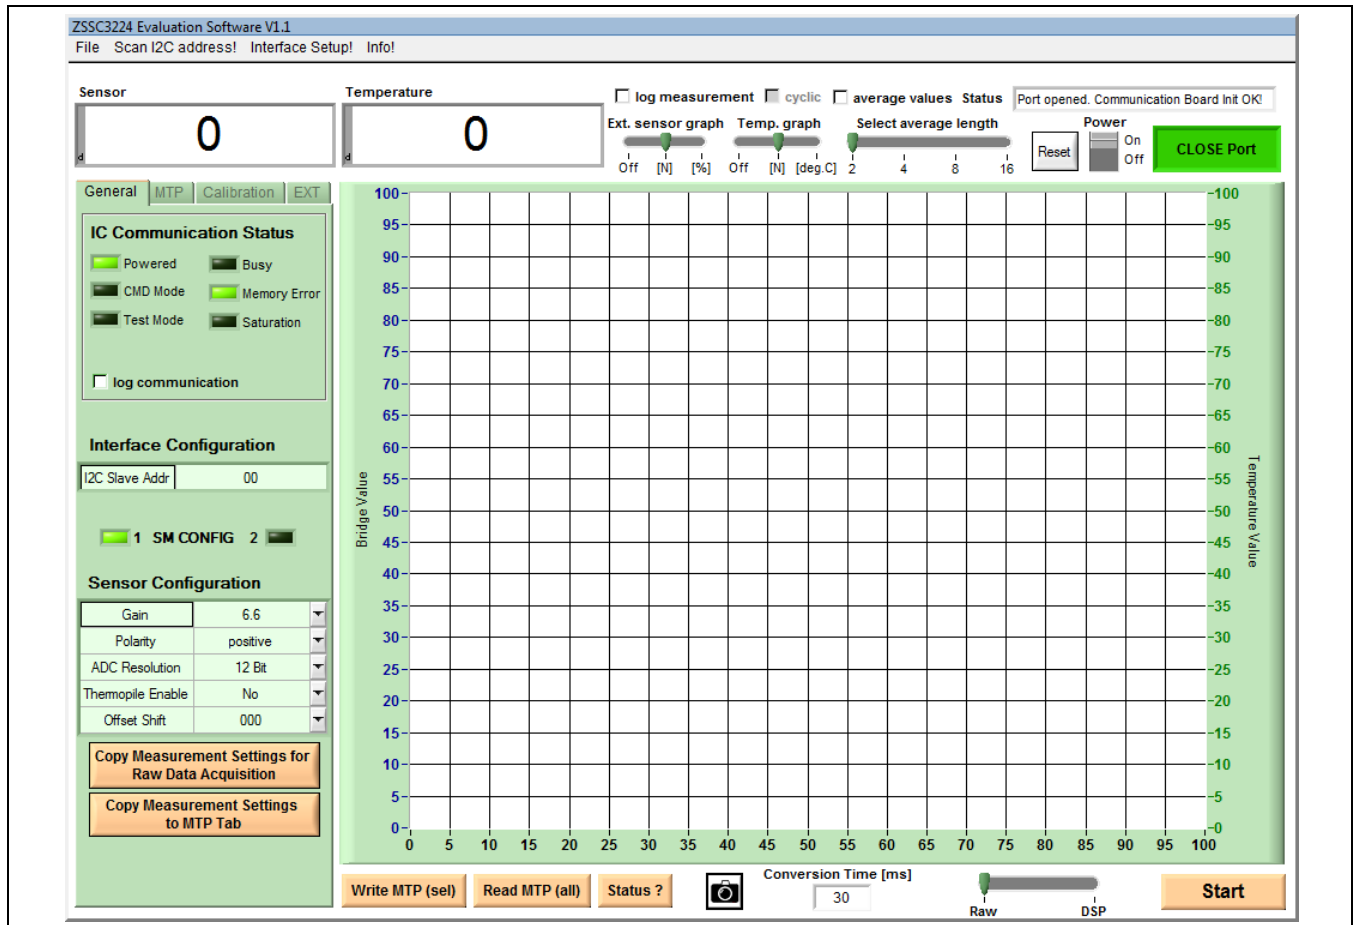 ZSSC3224 Evaluation Software V1.1
File Scan I2C address! Interface Setup! Info!
Sensor
0
d
Temperature
0
d
log measurement cyclic average values Status Port opened. Communication Board Init OK!
Ext. sensor graph Temp. graph Select average length
Off [N] [%] Off [N] [deg.C] 2 4 8 16
Reset
Power
On
Off
CLOSE Port
General MTP Calibration EXT
IC Communication Status
Powered Busy
CMD Mode Memory Error
Test Mode Saturation
log communication
Interface Configuration
I2C Slave Addr 00
1 SM CONFIG 2
Sensor Configuration
Gain 6.6
Polarity positive
ADC Resolution 12 Bit
Thermopile Enable No
Offset Shift 000
Copy Measurement Settings for
Raw Data Acquisition
Copy Measurement Settings
to MTP Tab
Bridge Value
100 100
95 95
90 90
85 85
80 80
75 75
70 70
65 65
60 60
55 55
50 50
45 45
40 40
35 35
30 30
25 25
20 20
15 15
10 10
5 5
0 0
Temperature Value
0 5 10 15 20 25 30 35 40 45 50 55 60 65 70 75 80 85 90 95 100
Write MTP (sel) Read MTP (all) Status ?
Conversion Time [ms]
30
Raw DSP
Start